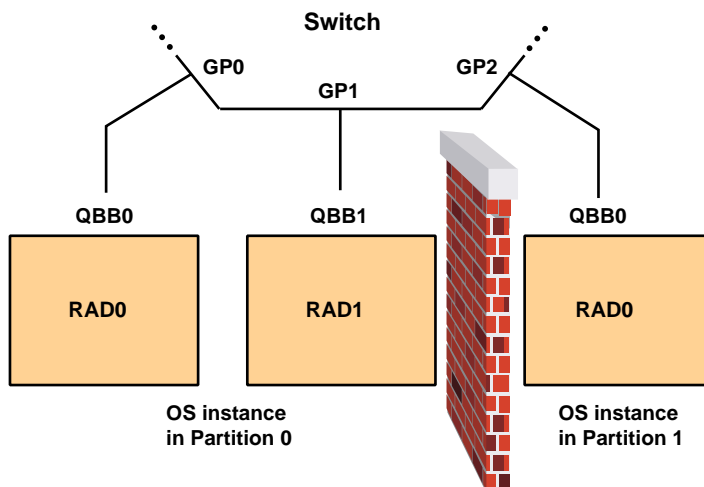 Switch
GP0
GP1
GP2
QBB0
QBB1
QBB0
RAD0
RAD1
RAD0
OS instance
in Partition 0
OS instance
in Partition 1